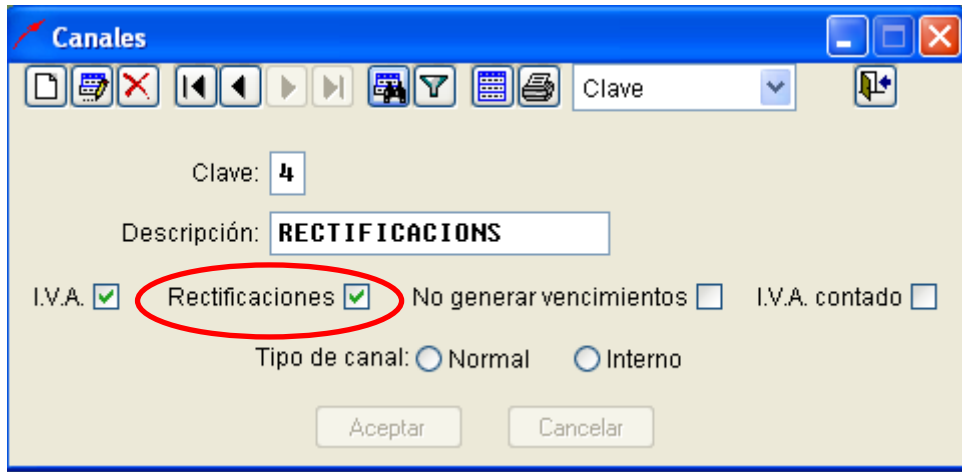 Canales
Clave
Clave: 4
Descripción: RECTIFICACIONS
I.V.A. Rectificaciones No generar vencimientos I.V.A. contado
Tipo de canal: Normal Interno
Aceptar Cancelar